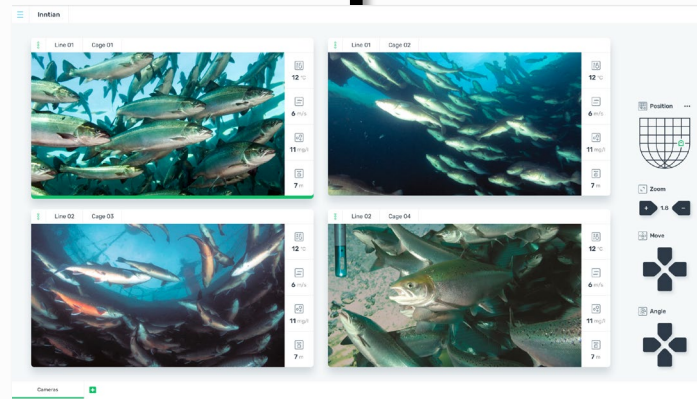 Inntian
Line 01 Cage 01
12 °C
6 m/s
11 mg/l
7 m
Line 01 Cage 02
12 °C
6 m/s
11 mg/l
7 m
Line 02 Cage 03
12 °C
6 m/s
11 mg/l
7 m
Line 02 Cage 04
12 °C
6 m/s
11 mg/l
7 m
Position
Zoom
+ 1.8 -
Move
Angle
Cameras